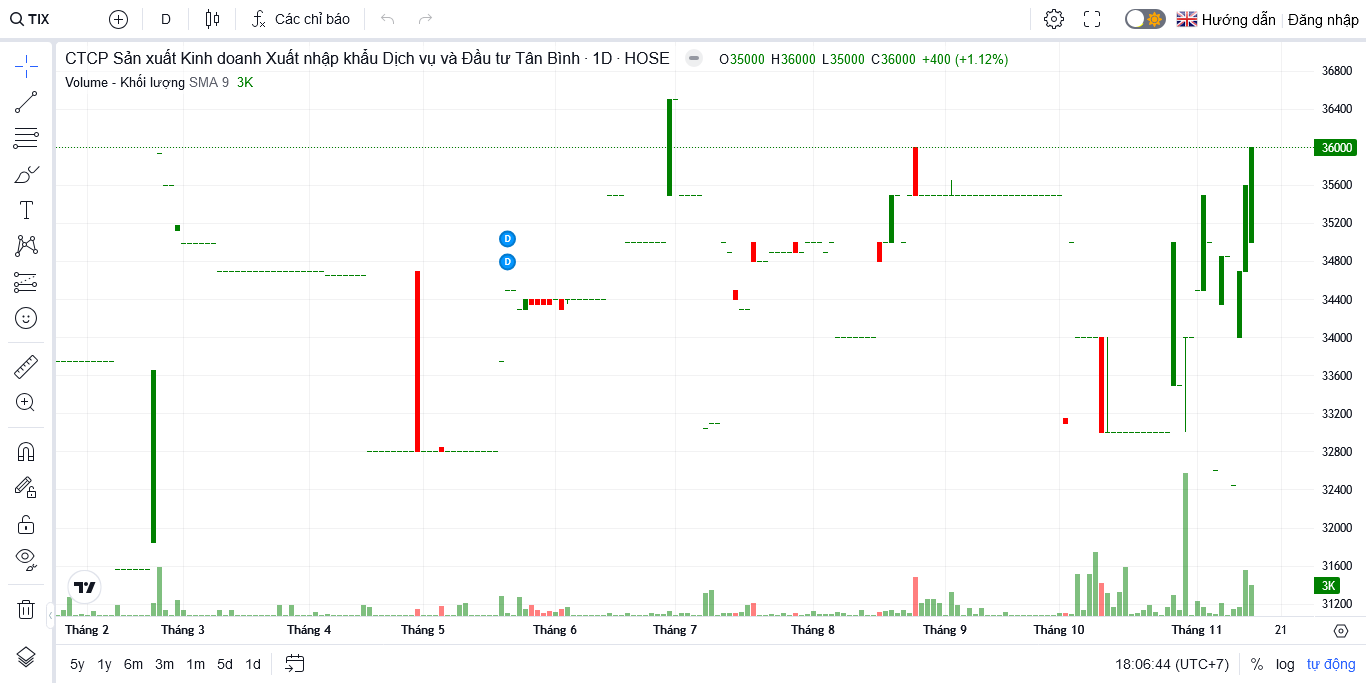 TIX D Các chỉ báo Hướng dẫn Đăng nhập
CTCP Sản xuất Kinh doanh Xuất nhập khẩu Dịch vụ và Đầu tư Tân Bình · 1D · HOSE O35000 H36000 L35000 C36000 +400 (+1.12%)
Volume - Khối lượng SMA 9 3K
36800
36400
36000
35600
35200
D
D
34800
34400
34000
33600
33200
32800
32400
32000
31600
3K
31200
Tháng 2 Tháng 3 Tháng 4 Tháng 5 Tháng 6 Tháng 7 Tháng 8 Tháng 9 Tháng 10 Tháng 11 21
5y 1y 6m 3m 1m 5d 1d 18:06:44 (UTC+7) % log tự động